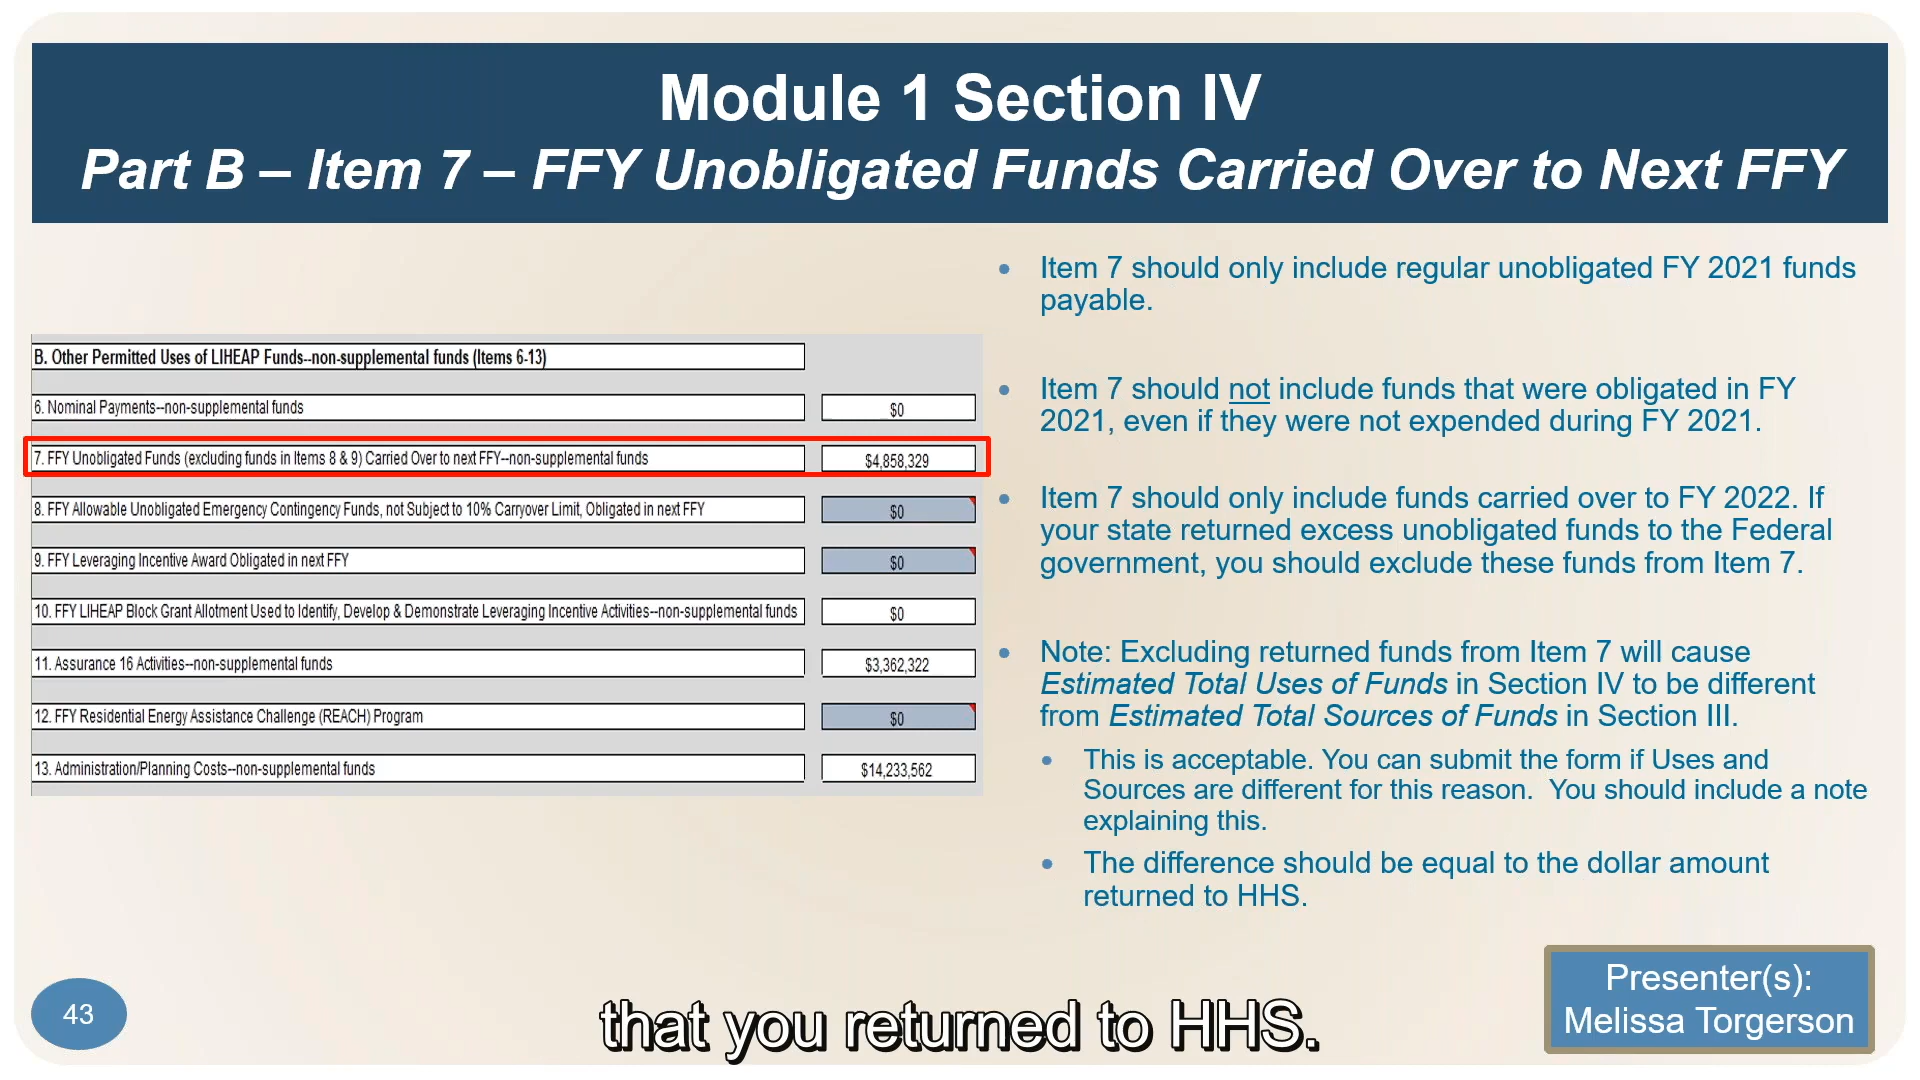 Module 1 Section IV
Part B – Item 7 – FFY Unobligated Funds Carried Over to Next FFY
B. Other Permitted Uses of LIHEAP Funds--non-supplemental funds (Items 6-13)
6. Nominal Payments--non-supplemental funds $0
7. FFY Unobligated Funds (excluding funds in Items 8 & 9) Carried Over to next FFY--non-supplemental funds $4,858,329
8. FFY Allowable Unobligated Emergency Contingency Funds, not Subject to 10% Carryover Limit, Obligated in next FFY $0
9. FFY Leveraging Incentive Award Obligated in next FFY $0
10. FFY LIHEAP Block Grant Allotment Used to Identify, Develop & Demonstrate Leveraging Incentive Activities--non-supplemental funds $0
11. Assurance 16 Activities--non-supplemental funds $3,362,322
12. FFY Residential Energy Assistance Challenge (REACH) Program $0
13. Administration/Planning Costs--non-supplemental funds $14,233,562
• Item 7 should only include regular unobligated FY 2021 funds
payable.
• Item 7 should not include funds that were obligated in FY
2021, even if they were not expended during FY 2021.
• Item 7 should only include funds carried over to FY 2022. If
your state returned excess unobligated funds to the Federal
government, you should exclude these funds from Item 7.
• Note: Excluding returned funds from Item 7 will cause
Estimated Total Uses of Funds in Section IV to be different
from Estimated Total Sources of Funds in Section III.
• This is acceptable. You can submit the form if Uses and
Sources are different for this reason.  You should include a note
explaining this.
• The difference should be equal to the dollar amount
returned to HHS.
Presenter(s):
Melissa Torgerson
43
that you returned to HHS.